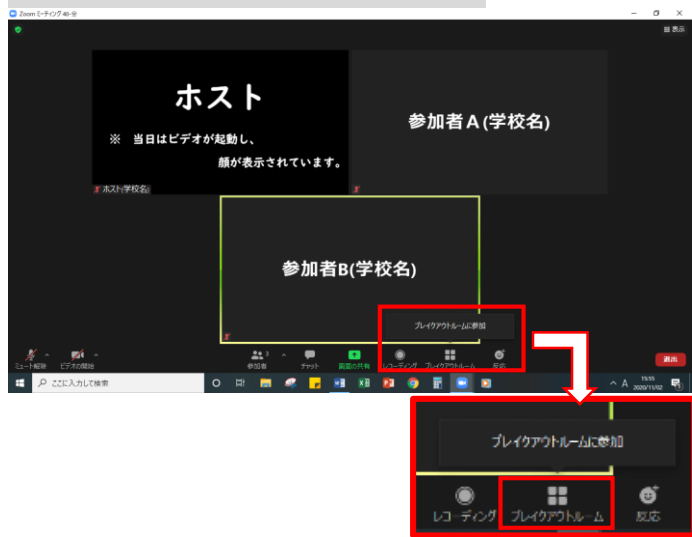 Zoom ミーティング 40-分
表示
ホスト
※ 当日はビデオが起動し、
顔が表示されています。
ホスト(学校名)
参加者A(学校名)
参加者B(学校名)
ブレイクアウトルームに参加
ミュート解除
ビデオの開始
参加者
3
チャット
画面の共有
レコーディング
ブレイクアウトルーム
反応
退出
ここに入力して検索
A
15:55
2020/11/02
ブレイクアウトルームに参加
レコーディング
ブレイクアウトルーム
反応